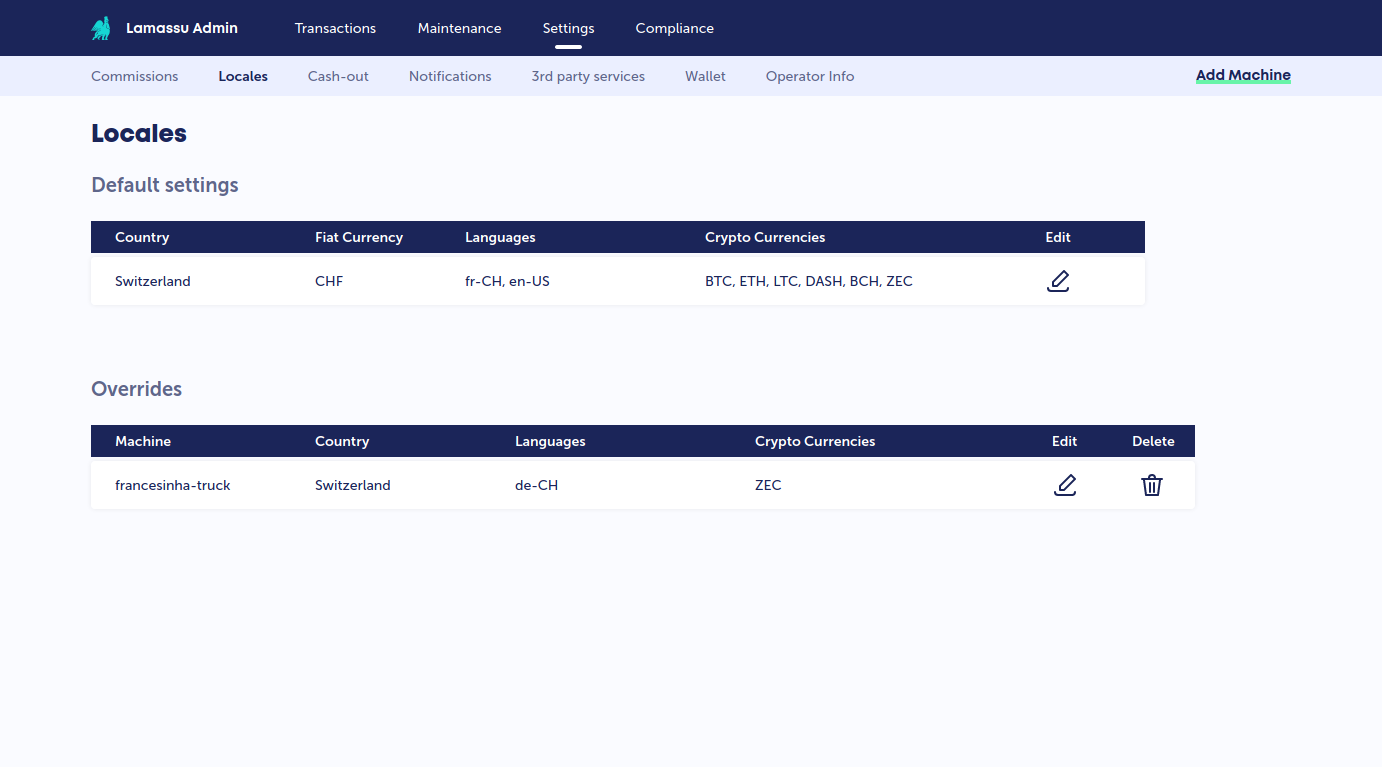 Lamassu Admin Transactions Maintenance Settings Compliance
Commissions Locales Cash-out Notifications 3rd party services Wallet Operator Info Add Machine
Locales
Default settings
Country Fiat Currency Languages Crypto Currencies Edit
Switzerland CHF fr-CH, en-US BTC, ETH, LTC, DASH, BCH, ZEC
Overrides
Machine Country Languages Crypto Currencies Edit Delete
francesinha-truck Switzerland de-CH ZEC